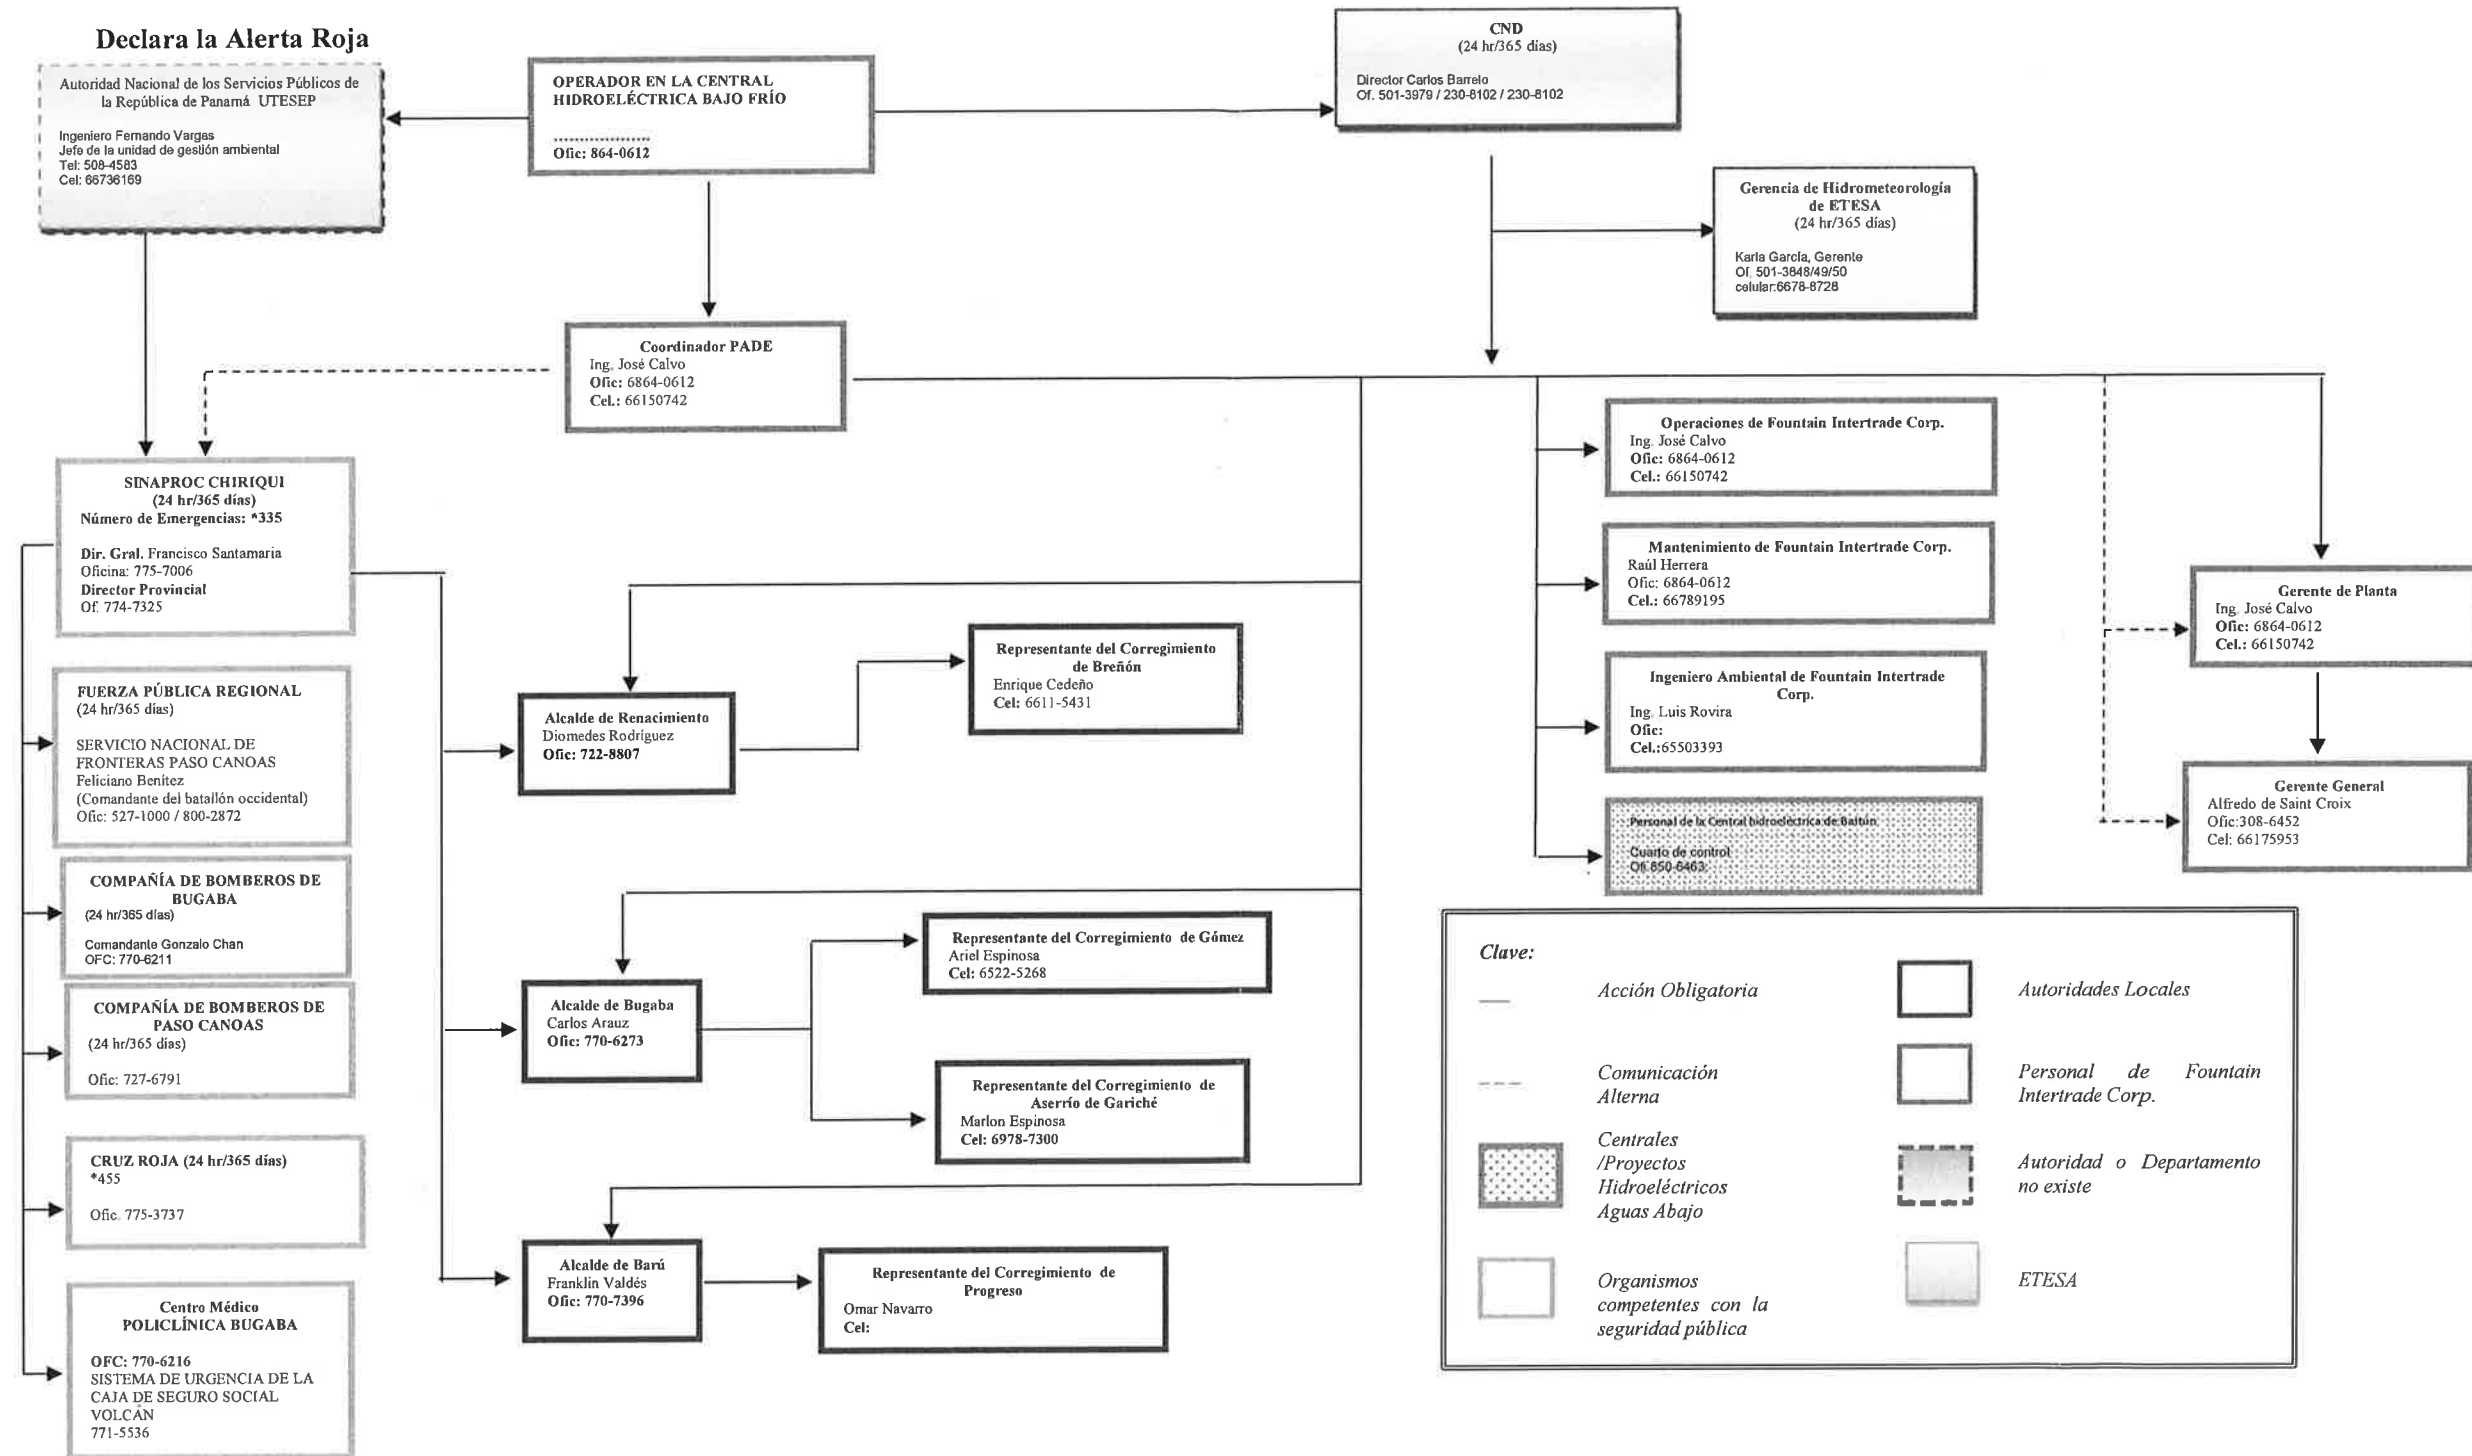 Declara la Alerta Roja
Autoridad Nacional de los Servicios Públicos de
la República de Panamá UTESEP
Ingeniero Fernando Vargas
Jefe de la unidad de gestión ambiental
Tel: 508-4583
Cel: 66736169
OPERADOR EN LA CENTRAL
HIDROELÉCTRICA BAJO FRÍO
..................
Ofic: 864-0612
CND
(24 hr/365 días)
Director Carlos Barreto
Of. 501-3979 / 230-8102 / 230-8102
Gerencia de Hidrometeorología
de ETESA
(24 hr/365 días)
Karla García, Gerente
Of. 501-3848/49/50
celular:6678-8728
Coordinador PADE
Ing. José Calvo
Ofic: 6864-0612
Cel.: 66150742
SINAPROC CHIRIQUI
(24 hr/365 días)
Número de Emergencias: *335
Dir. Gral. Francisco Santamaria
Oficina: 775-7006
Director Provincial
Of. 774-7325
FUERZA PÚBLICA REGIONAL
(24 hr/365 días)
SERVICIO NACIONAL DE
FRONTERAS PASO CANOAS
Feliciano Benítez
(Comandante del batallón occidental)
Ofic: 527-1000 / 800-2872
COMPAÑÍA DE BOMBEROS DE
BUGABA
(24 hr/365 días)
Comandante Gonzalo Chan
OFC: 770-6211
COMPAÑÍA DE BOMBEROS DE
PASO CANOAS
(24 hr/365 días)
Ofic: 727-6791
CRUZ ROJA (24 hr/365 días)
*455
Ofic. 775-3737
Centro Médico
POLICLÍNICA BUGABA
OFC: 770-6216
SISTEMA DE URGENCIA DE LA
CAJA DE SEGURO SOCIAL
VOLCÁN
771-5536
Alcalde de Renacimiento
Diomedes Rodríguez
Ofic: 722-8807
Representante del Corregimiento
de Breñón
Enrique Cedeño
Cel: 6611-5431
Alcalde de Bugaba
Carlos Arauz
Ofic: 770-6273
Representante del Corregimiento de Gómez
Ariel Espinosa
Cel: 6522-5268
Representante del Corregimiento de
Aserrío de Gariché
Marlon Espinosa
Cel: 6978-7300
Alcalde de Barú
Franklin Valdés
Ofic: 770-7396
Representante del Corregimiento de
Progreso
Omar Navarro
Cel:
Operaciones de Fountain Intertrade Corp.
Ing. José Calvo
Ofic: 6864-0612
Cel.: 66150742
Mantenimiento de Fountain Intertrade Corp.
Raúl Herrera
Ofic: 6864-0612
Cel.: 66789195
Ingeniero Ambiental de Fountain Intertrade
Corp.
Ing. Luis Rovira
Ofic:
Cel.:65503393
Personal de la Central hidroeléctrica de Baitún
Cuarto de control
Ofi:850-6463
Gerente de Planta
Ing. José Calvo
Ofic: 6864-0612
Cel.: 66150742
Gerente General
Alfredo de Saint Croix
Ofic:308-6452
Cel: 66175953
Clave:
Acción Obligatoria
Comunicación
Alterna
Centrales
/Proyectos
Hidroeléctricos
Aguas Abajo
Organismos
competentes con la
seguridad pública
Autoridades Locales
Personal de Fountain
Intertrade Corp.
Autoridad o Departamento
no existe
ETESA